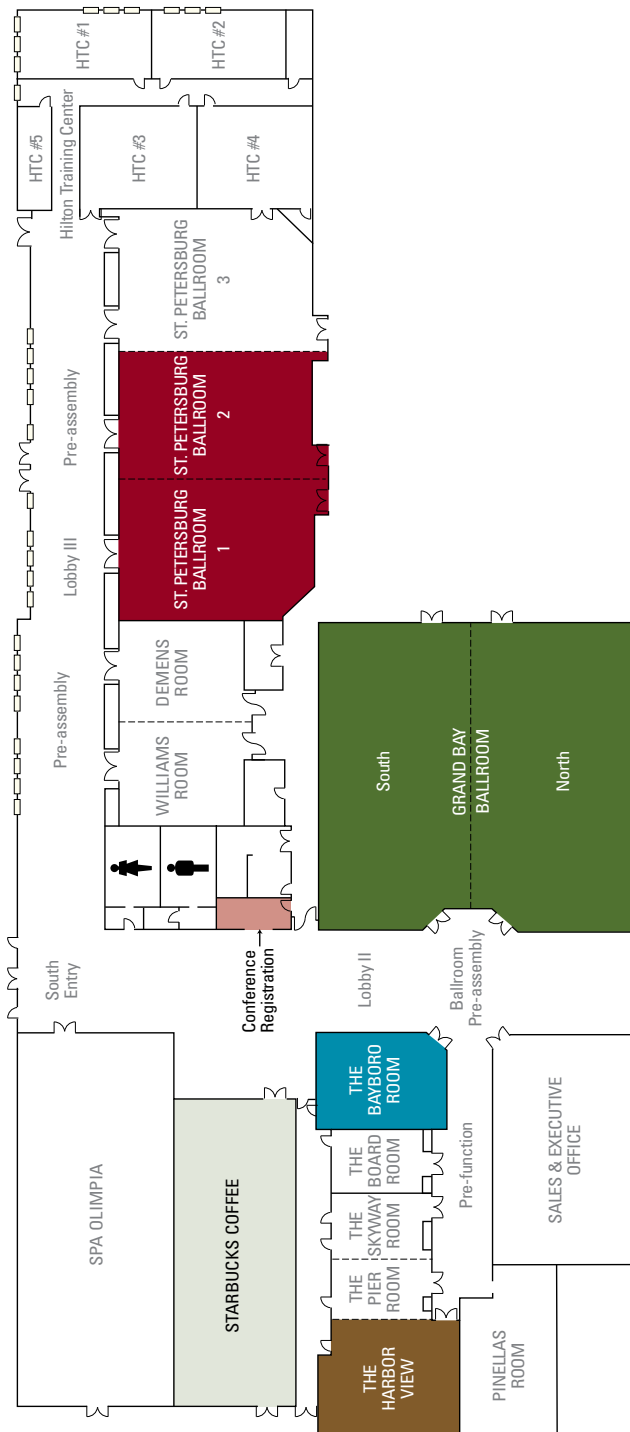 HTC #1
HTC #2
HTC #5
Hilton Training Center
HTC #3
HTC #4
ST. PETERSBURG
BALLROOM
3
Pre-assembly
ST. PETERSBURG
BALLROOM
2
Lobby III
ST. PETERSBURG
BALLROOM
1
Pre-assembly
DEMENS
ROOM
WILLIAMS
ROOM
South
GRAND BAY
BALLROOM
North
South
Entry
Conference
Registration
Lobby II
Ballroom
Pre-assembly
THE
BAYBORO
ROOM
THE
BOARD
ROOM
THE
SKYWAY
ROOM
THE
PIER
ROOM
THE
HARBOR
VIEW
Pre-function
SALES & EXECUTIVE
OFFICE
PINELLAS
ROOM
SPA OLIMPIA
STARBUCKS COFFEE